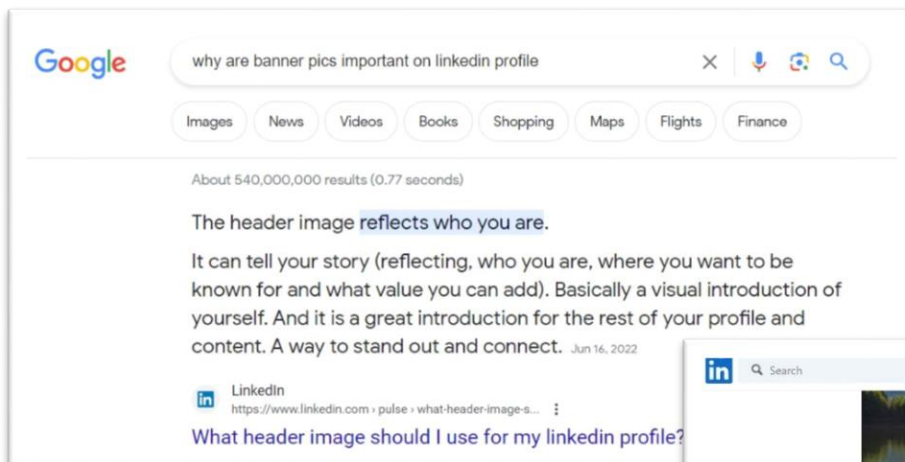 Google
why are banner pics important on linkedin profile
Images News Videos Books Shopping Maps Flights Finance
About 540,000,000 results (0.77 seconds)
The header image reflects who you are.
It can tell your story (reflecting, who you are, where you want to be
known for and what value you can add). Basically a visual introduction of
yourself. And it is a great introduction for the rest of your profile and
content. A way to stand out and connect. Jun 16, 2022
LinkedIn
https://www.linkedin.com › pulse › what-header-image-s...
What header image should I use for my linkedin profile?
in Search